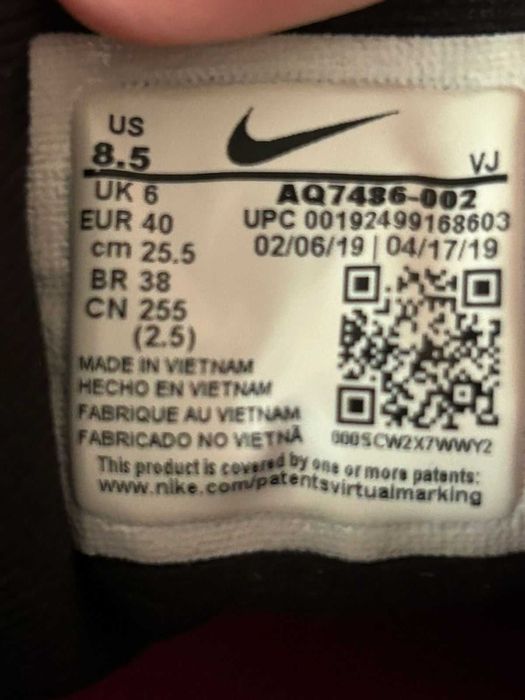 US
8.5
VJ
UK 6
AQ7486-002
EUR 40
UPC 00192499168603
cm 25.5
02/06/19 | 04/17/19
BR 38
CN 255
(2.5)
MADE IN VIETNAM
HECHO EN VIETNAM
FABRIQUE AU VIETNAM
FABRICADO NO VIETNÃ
000SCW2X7WWY2
This product is covered by one or more patents:
www.nike.com/patentsvirtualmarking